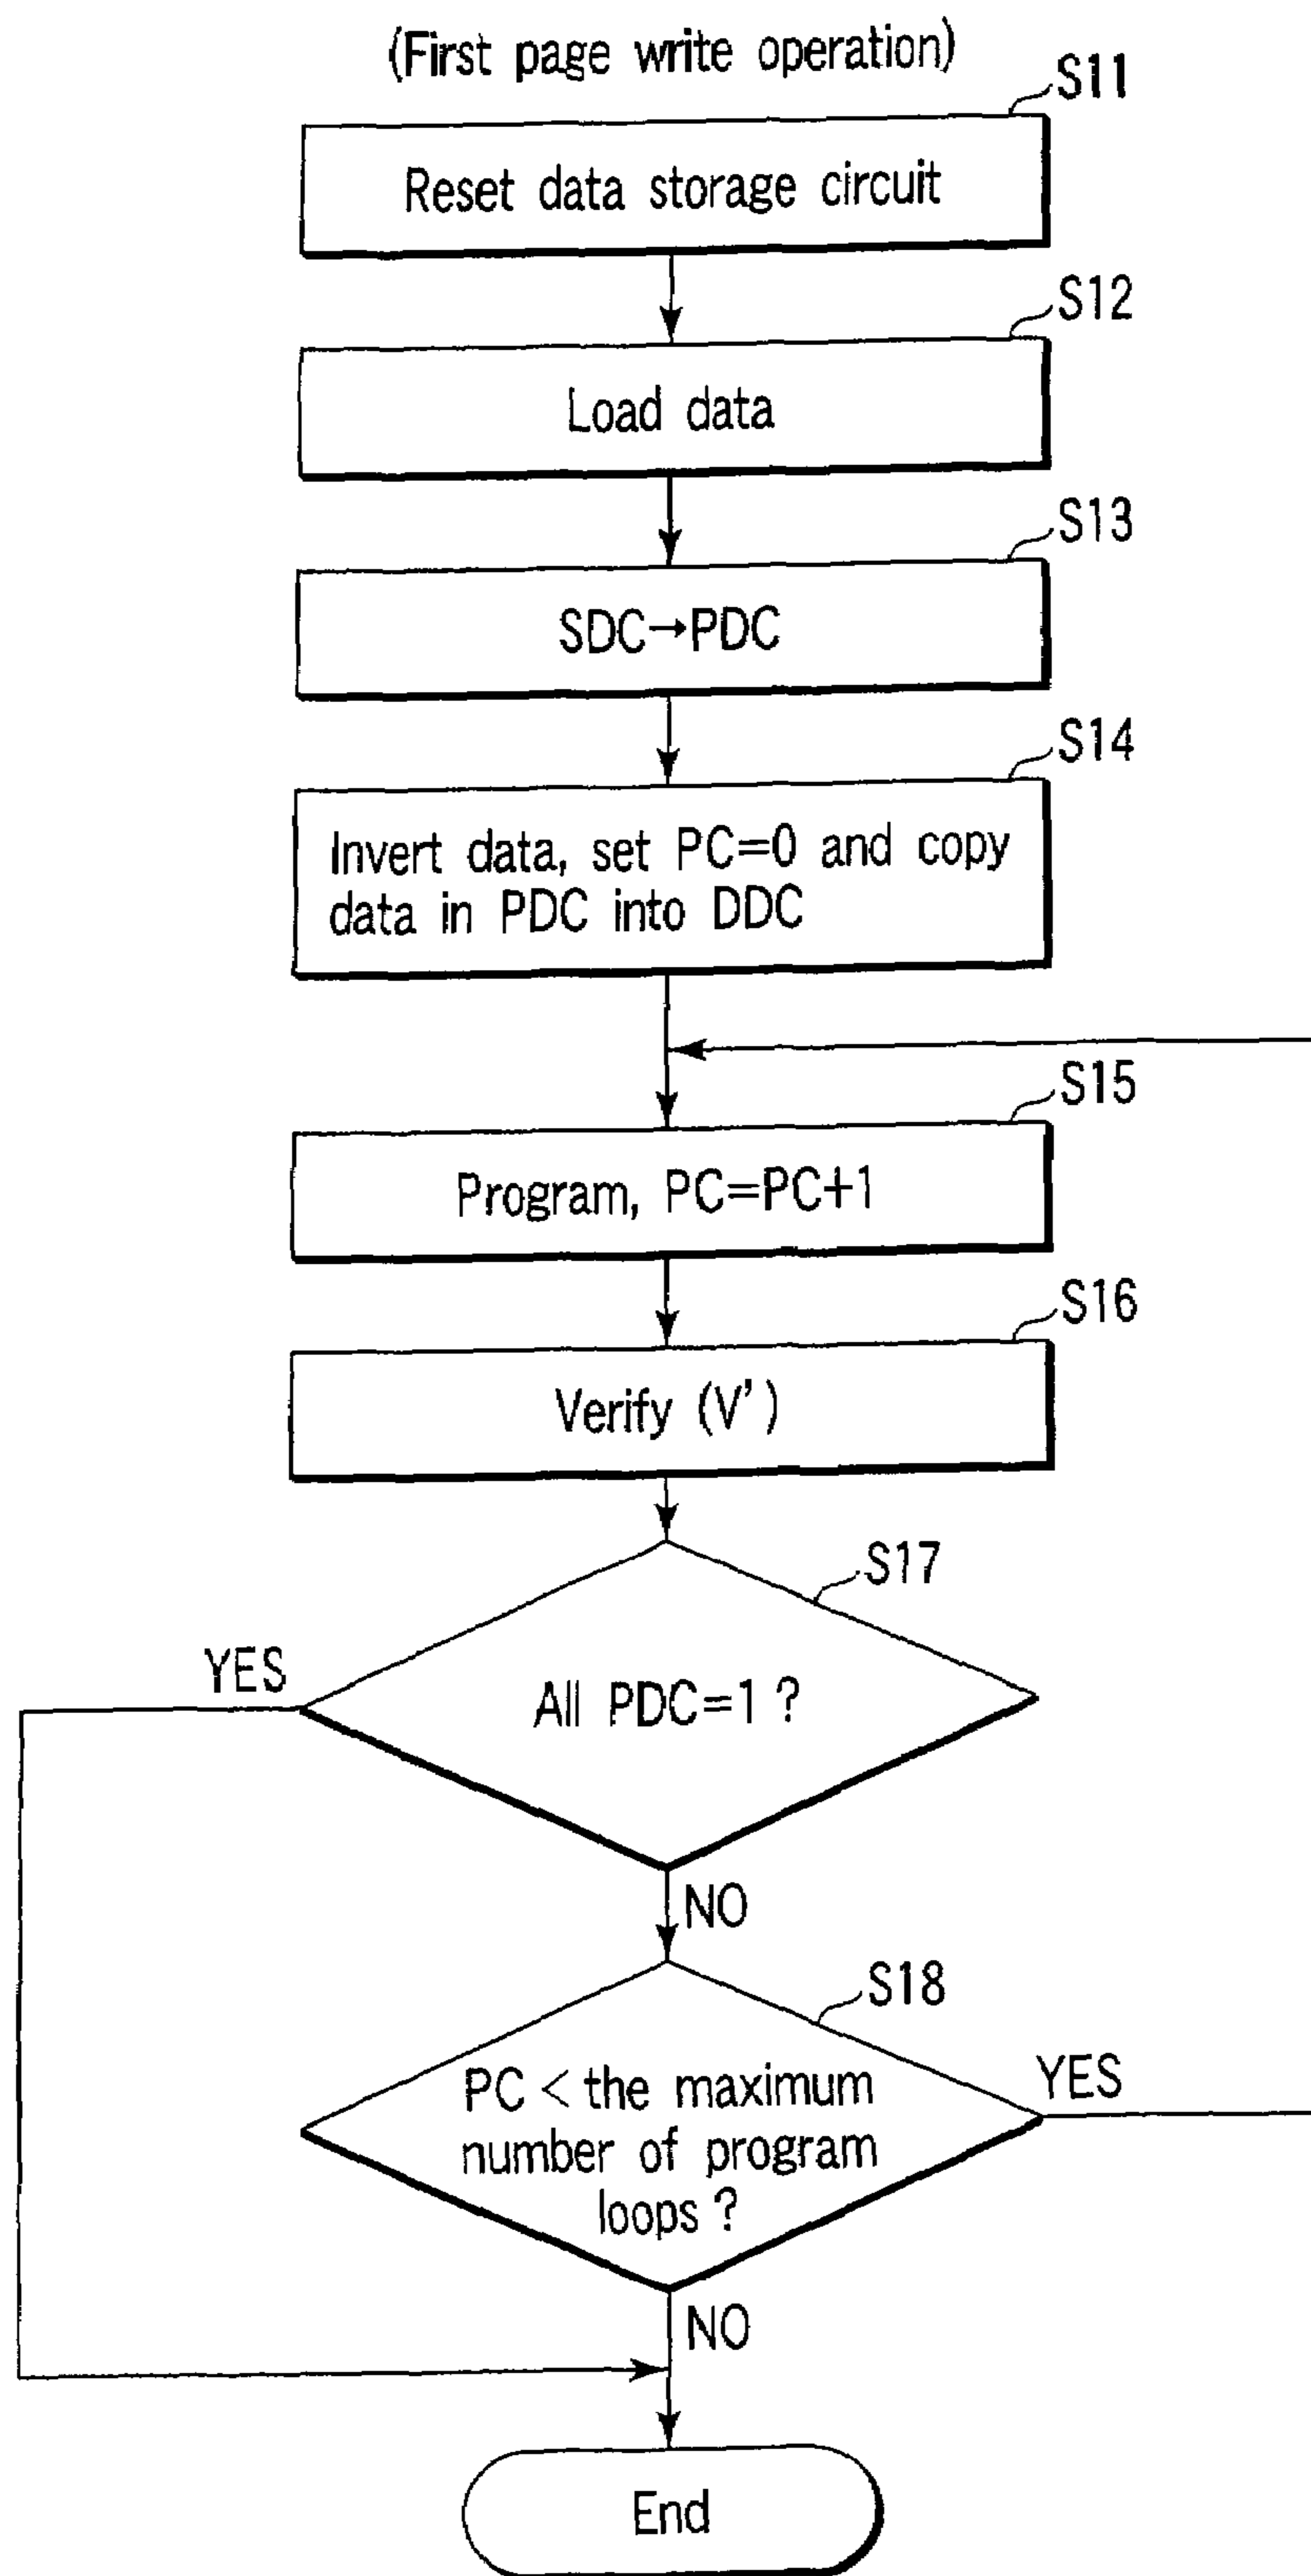 (First page write operation)
S11
Reset data storage circuit
S12
Load data
S13
SDC→PDC
S14
Invert data, set PC=0 and copy
data in PDC into DDC
S15
Program, PC=PC+1
S16
Verify (V')
S17
YES
All PDC=1 ?
NO
S18
PC < the maximum
number of program
loops ?
YES
NO
End